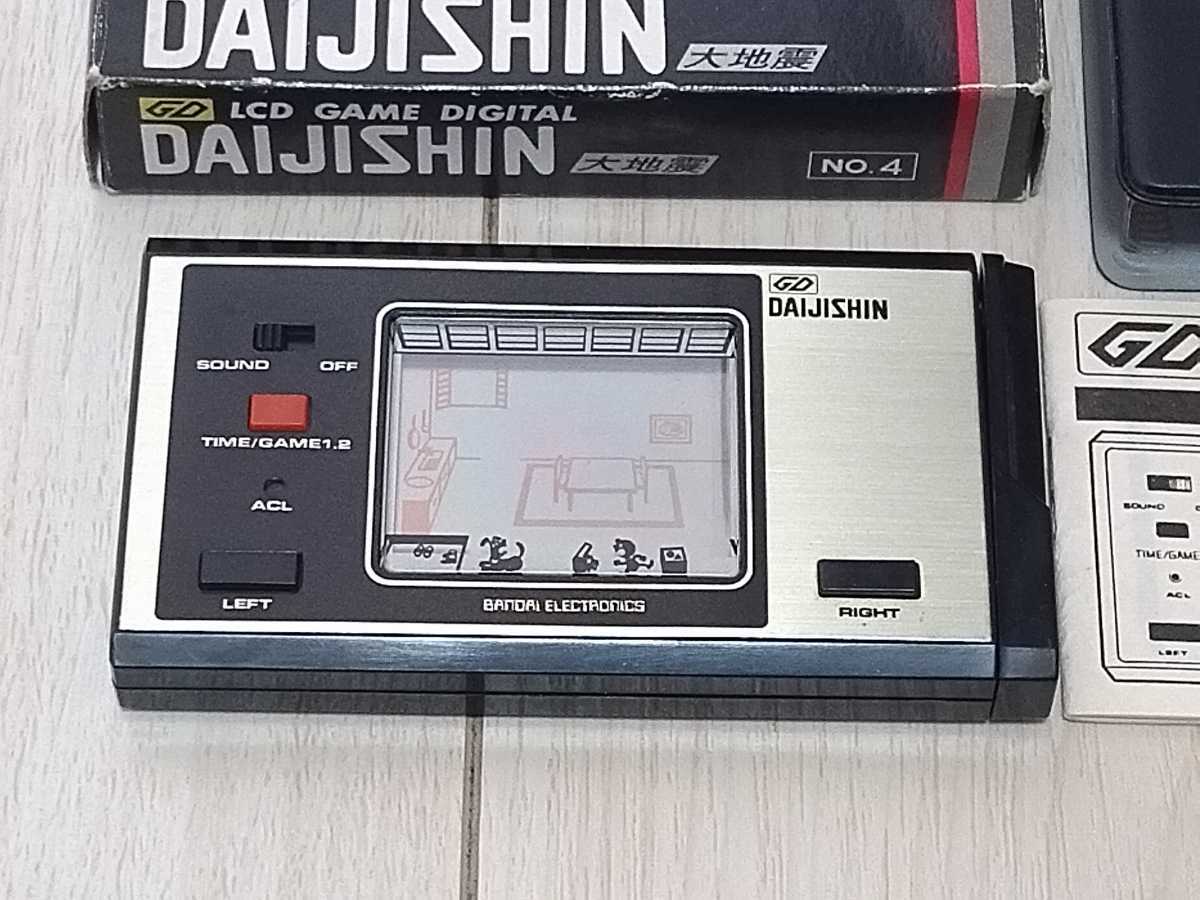 DAIJISHIN 大地震
GD LCD GAME DIGITAL
DAIJISHIN 大地震 NO.4
GD
DAIJISHIN
SOUND OFF
TIME/GAME1.2
ACL
LEFT
BANDAI ELECTRONICS
RIGHT
GD
SOUND
TIME/GAME
ACL
LEFT